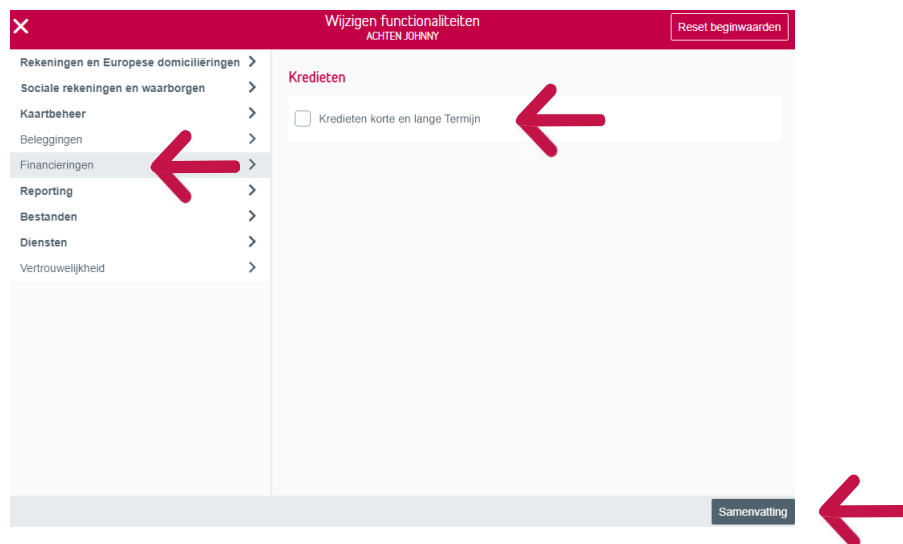 Wijzigen functionaliteiten
ACHTEN JOHNNY
Reset beginwaarden
Rekeningen en Europese domiciliëringen
Sociale rekeningen en waarborgen
Kaartbeheer
Beleggingen
Financieringen
Reporting
Bestanden
Diensten
Vertrouwelijkheid
Kredieten
Kredieten korte en lange Termijn
Samenvatting